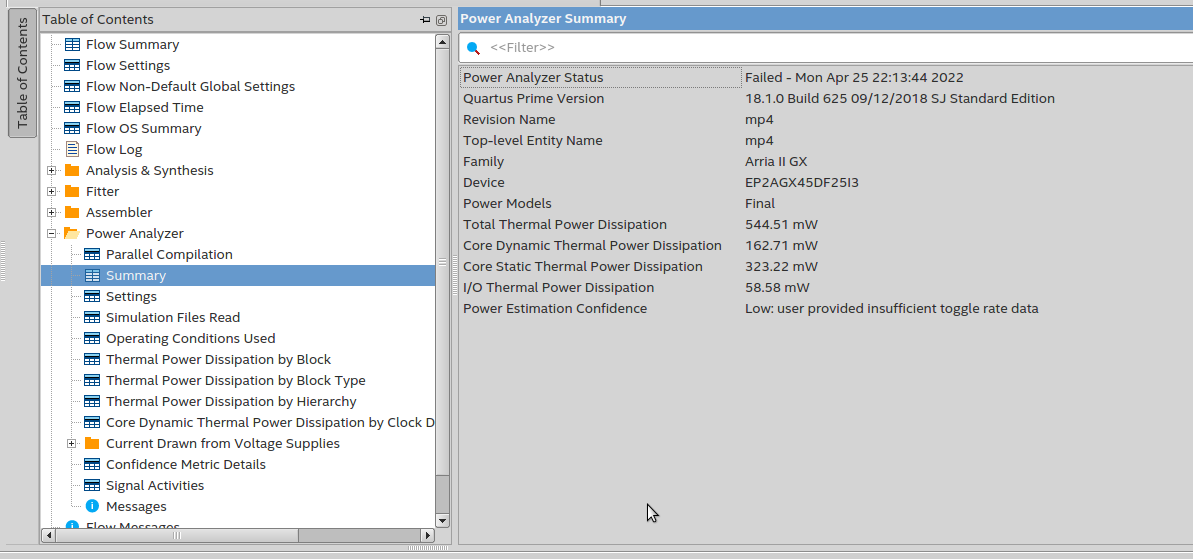 Table of Contents
Table of Contents
Flow Summary
Flow Settings
Flow Non-Default Global Settings
Flow Elapsed Time
Flow OS Summary
Flow Log
Analysis & Synthesis
Fitter
Assembler
Power Analyzer
Parallel Compilation
Summary
Settings
Simulation Files Read
Operating Conditions Used
Thermal Power Dissipation by Block
Thermal Power Dissipation by Block Type
Thermal Power Dissipation by Hierarchy
Core Dynamic Thermal Power Dissipation by Clock D
Current Drawn from Voltage Supplies
Confidence Metric Details
Signal Activities
Messages
Flow Messages
Power Analyzer Summary
<<Filter>>
Power Analyzer Status Failed - Mon Apr 25 22:13:44 2022
Quartus Prime Version 18.1.0 Build 625 09/12/2018 SJ Standard Edition
Revision Name mp4
Top-level Entity Name mp4
Family Arria II GX
Device EP2AGX45DF25I3
Power Models Final
Total Thermal Power Dissipation 544.51 mW
Core Dynamic Thermal Power Dissipation 162.71 mW
Core Static Thermal Power Dissipation 323.22 mW
I/O Thermal Power Dissipation 58.58 mW
Power Estimation Confidence Low: user provided insufficient toggle rate data